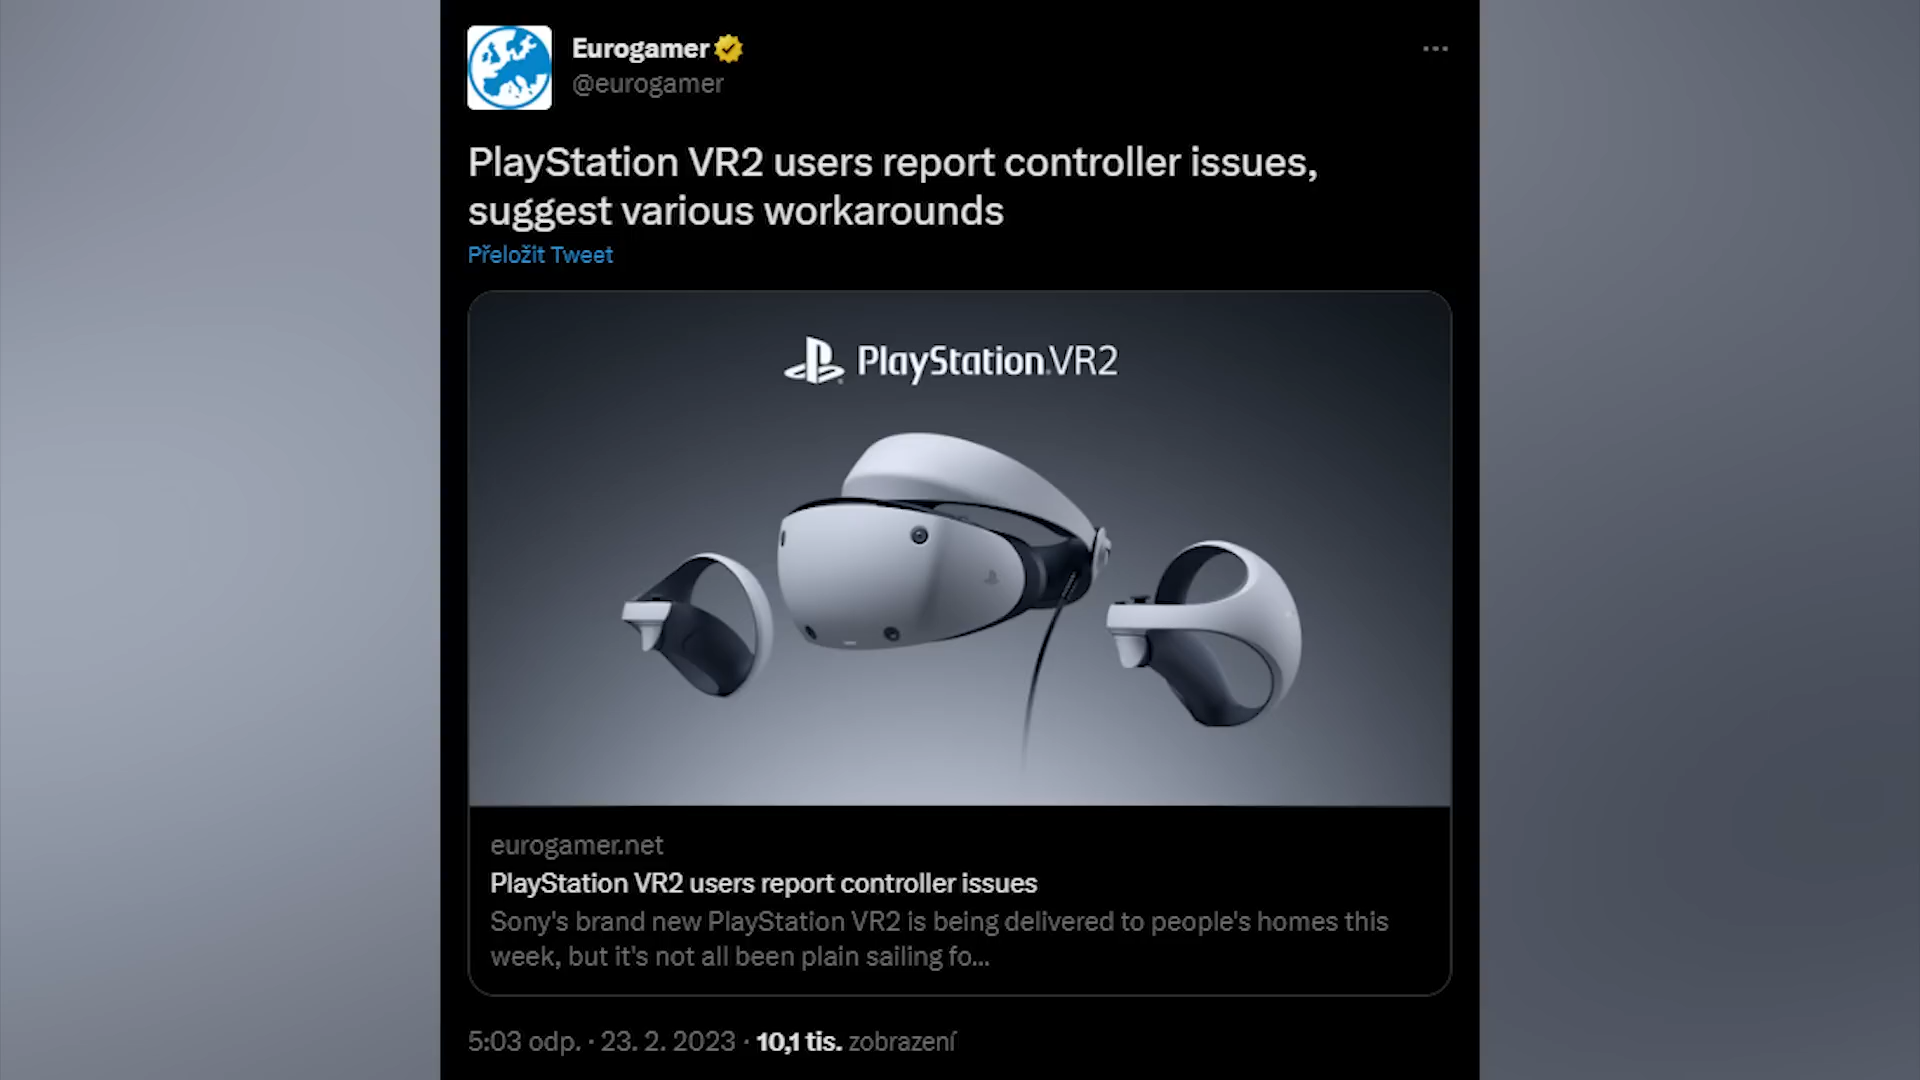 Eurogamer
@eurogamer
PlayStation VR2 users report controller issues,
suggest various workarounds
Přeložit Tweet
PlayStation.VR2
eurogamer.net
PlayStation VR2 users report controller issues
Sony's brand new PlayStation VR2 is being delivered to people's homes this
week, but it's not all been plain sailing fo...
5:03 odp. · 23. 2. 2023 · 10,1 tis. zobrazení